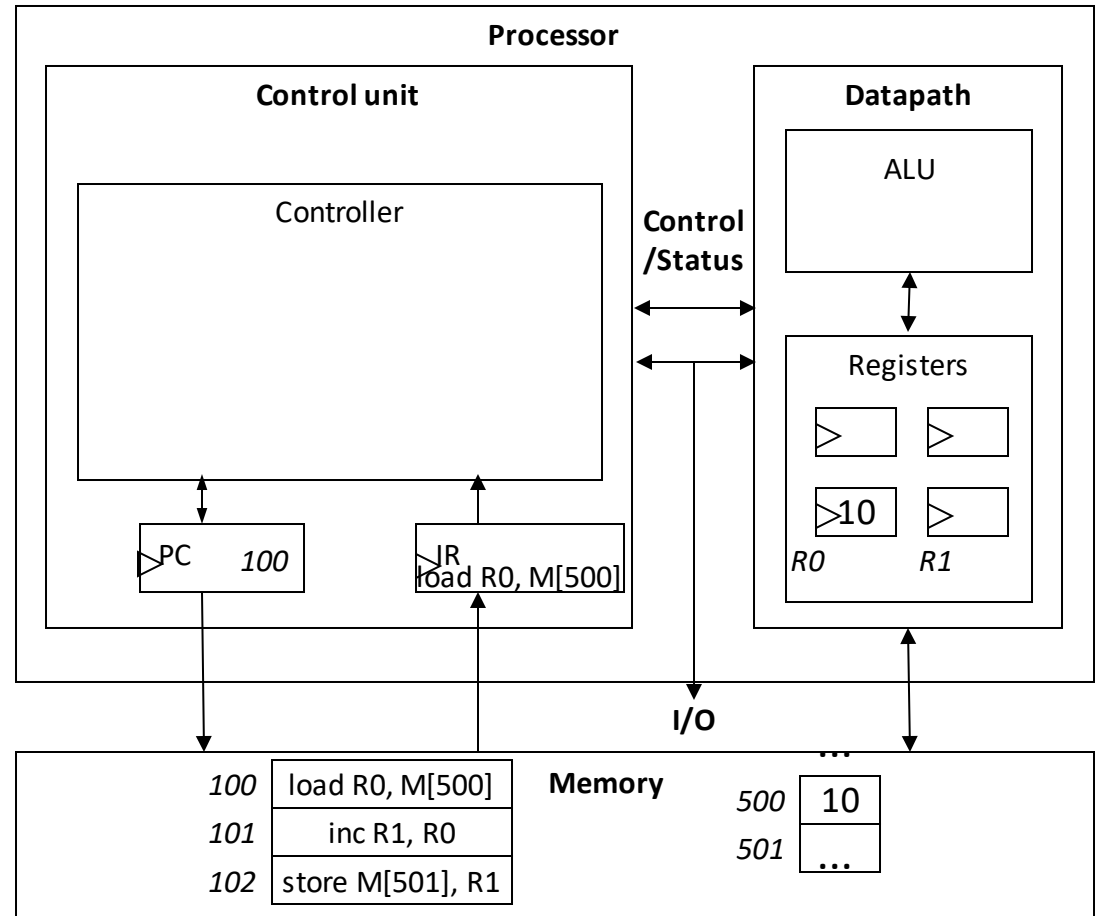 Processor
Control unit
Datapath
ALU
Controller
Control
/Status
Registers
10
R0
R1
PC
100
IR
load R0, M[500]
I/O
...
100
load R0, M[500]
Memory
500
10
101
inc R1, R0
501
...
102
store M[501], R1